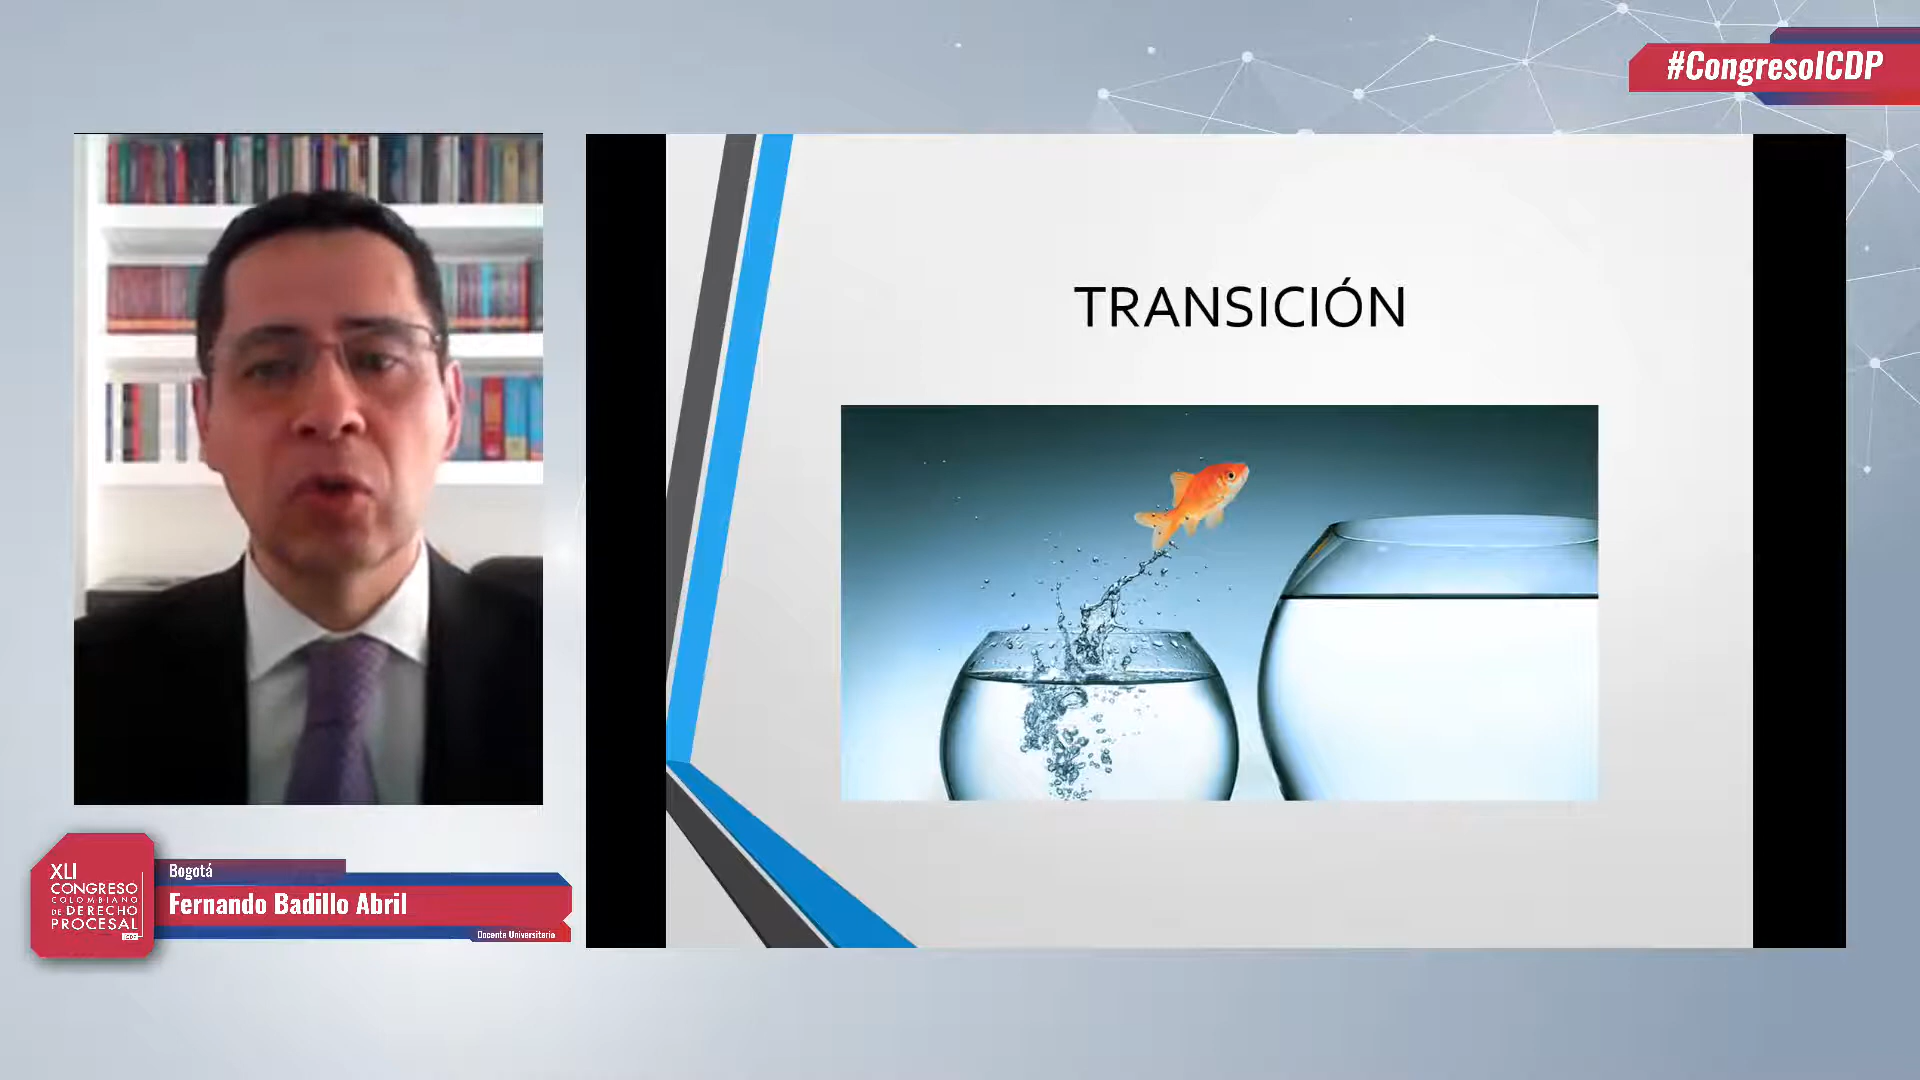 #CongresoICDP
TRANSICIÓN
XLI
CONGRESO
COLOMBIANO
DE DERECHO
PROCESAL
Bogotá
Fernando Badillo Abril
Docente Universitario